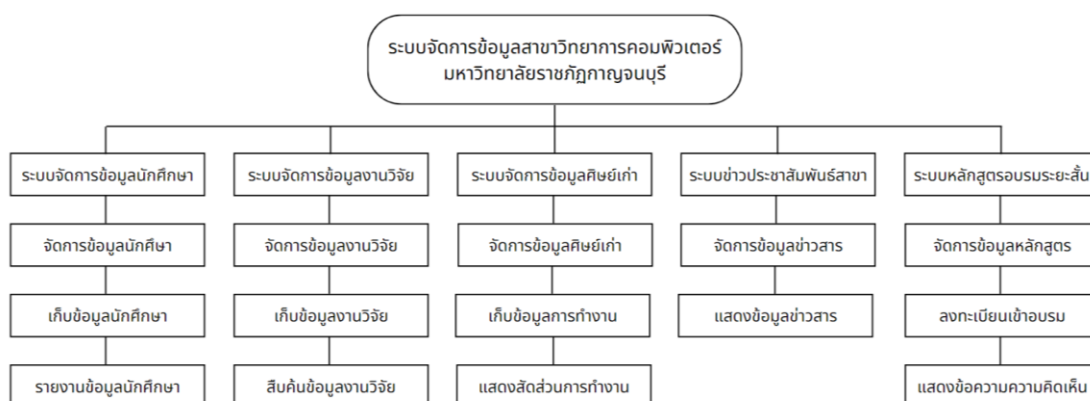 ระบบจัดการข้อมูลสาขาวิทยาการคอมพิวเตอร์
มหาวิทยาลัยราชภัฏกาญจนบุรี
ระบบจัดการข้อมูลนักศึกษา
ระบบจัดการข้อมูลงานวิจัย
ระบบจัดการข้อมูลศิษย์เก่า
ระบบข่าวประชาสัมพันธ์สาขา
ระบบหลักสูตรอบรมระยะสั้น
จัดการข้อมูลนักศึษา
จัดการข้อมูลงานวิจัย
จัดการข้อมูลศิษย์เก่า
จัดการข้อมูลข่าวสาร
จัดการข้อมูลหลักสูตร
เก็บข้อมูลนักศึกษา
เก็บข้อมูลงานวิจัย
เก็บข้อมูลการทำงาน
แสดงข้อมูลข่าวสาร
ลงทะเบียนเข้าอบรม
รายงานข้อมูลนักศึกษา
สืบค้นข้อมูลงานวิจัย
แสดงสัดส่วนการทำงาน
แสดงข้อความความคิดเห็น